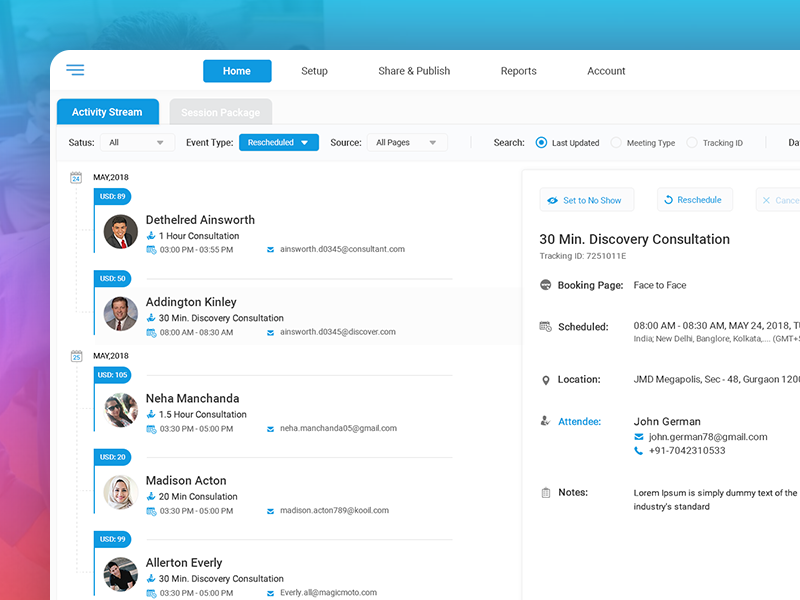 Home
Setup
Share & Publish
Reports
Account
Activity Stream
Session Package
Satus:
All
Event Type:
Rescheduled
Source:
All Pages
Search:
Last Updated
Meeting Type
Tracking ID
24
MAY,2018
USD: 89
Dethelred Ainsworth
1 Hour Consultation
03:00 PM - 03:55 PM
ainsworth.d0345@consultant.com
USD: 50
Addington Kinley
30 Min. Discovery Consultation
08:00 AM - 08:30 AM
ainsworth.d0345@discover.com
25
MAY,2018
USD: 105
Neha Manchanda
1.5 Hour Consultation
03:30 PM - 05:00 PM
neha.manchanda05@gmail.com
USD: 20
Madison Acton
20 Min Consulation
03:30 PM - 05:00 PM
madison.acton789@kooil.com
USD: 99
Allerton Everly
30 Min. Discovery Consultation
03:30 PM - 05:00 PM
Everly.all@magicmoto.com
Set to No Show
Reschedule
Cance
30 Min. Discovery Consultation
Tracking ID: 7251011E
Booking Page:
Face to Face
Scheduled:
08:00 AM - 08:30 AM, MAY 24, 2018, TU
India; New Delhi, Banglore, Kolkata,... (GMT+5
Location:
JMD Megapolis, Sec - 48, Gurgaon 1200
Attendee:
John German
john.german78@gmail.com
+91-7042310533
Notes:
Lorem Ipsum is simply dummy text of the
industry's standard